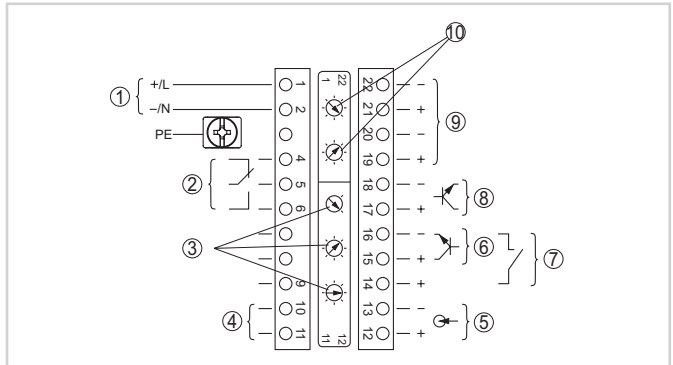 ⑩
① +/L 1 1 22 22 −
−/N 2 21 + ⑨
PE 20 −
4 19 +
② 5 18 − ⑧
6 17 +
③ 16 − ⑥
15 + ⑦
9 14 +
④ 10 13 − ⑤
11 11 12 12 +